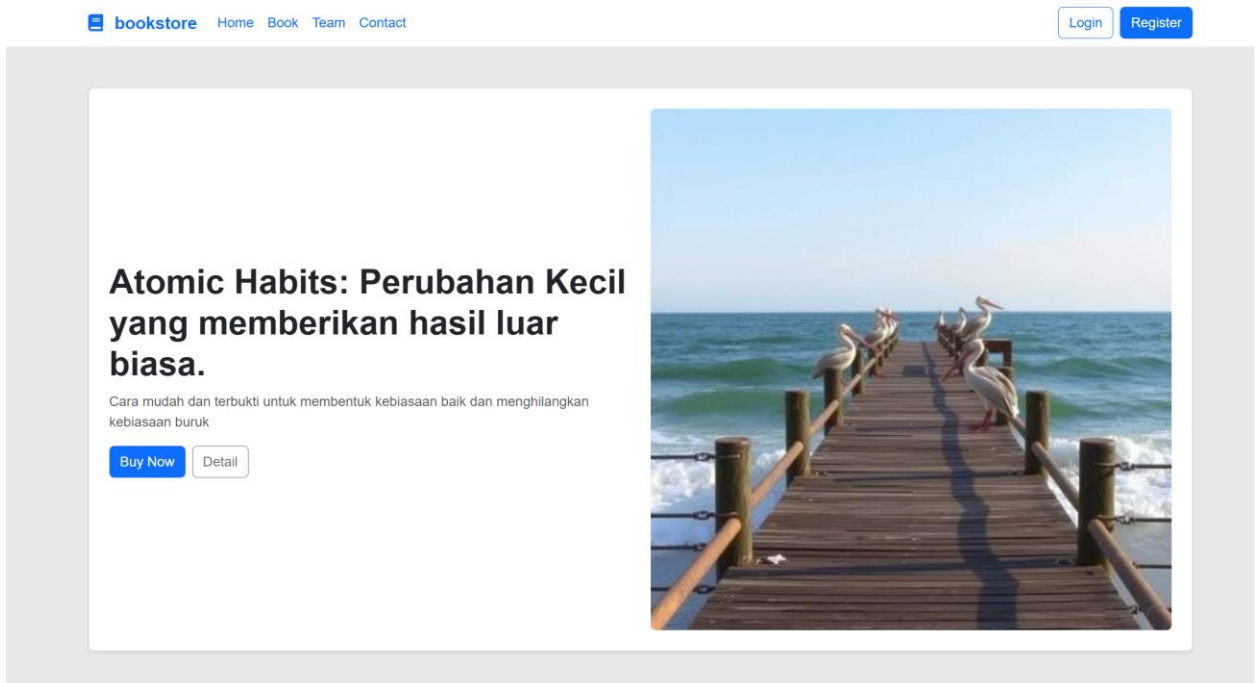 bookstore Home Book Team Contact Login Register
Atomic Habits: Perubahan Kecil
yang memberikan hasil luar
biasa.
Cara mudah dan terbukti untuk membentuk kebiasaan baik dan menghilangkan
kebiasaan buruk
Buy Now Detail